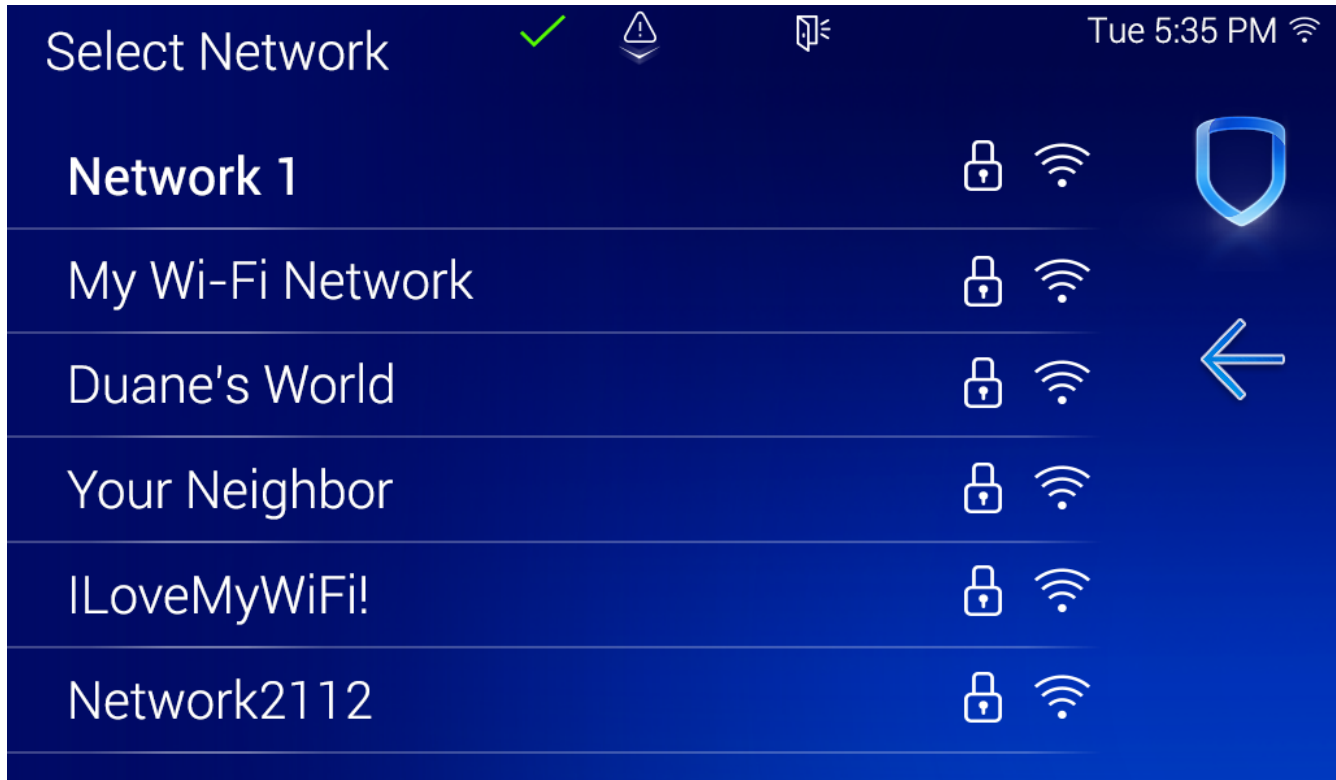 Select Network
Tue 5:35 PM
Network 1
My Wi-Fi Network
Duane's World
Your Neighbor
ILoveMyWiFi!
Network2112